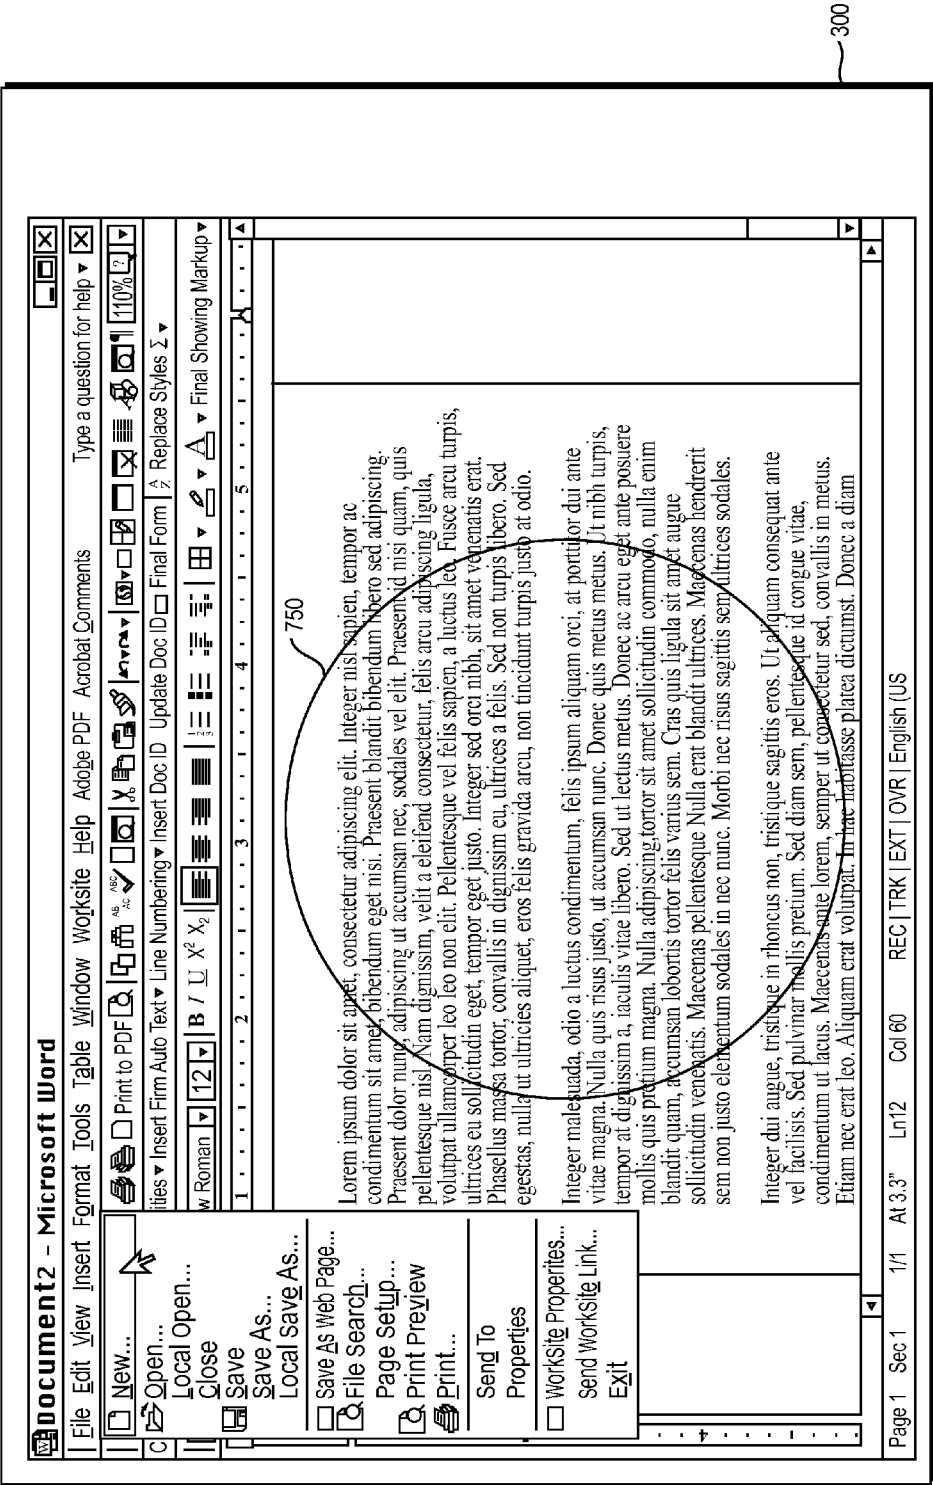 300
Document2 - Microsoft Word
File Edit View Insert Format Tools Table Window Worksite Help Adobe PDF Acrobat Comments Type a question for help
Print to PDF ABC 110% ?
ities Insert Firm Auto Text Line Numbering Insert Doc ID Update Doc ID Final Form Replace Styles Σ
w Roman 12 B I U X² X₂ A Final Showing Markup
1 2 3 4 5
New...
Open...
Local Open...
Close
Save
Save As...
Local Save As...
Save As Web Page...
File Search...
Page Setup...
Print Preview
Print...
Send To
Properties
WorkSite Properites...
Send WorkSite Link...
Exit
750
Lorem ipsum dolor sit amet, consectetur adipiscing elit. Integer nisl sapien, tempor ac
condimentum sit amet, bibendum eget nisi. Praesent blandit bibendum libero sed adipiscing.
Praesent dolor nunc, adipiscing ut accumsan nec, sodales vel elit. Praesent id nisi quam, quis
pellentesque nisl. Nam dignissim, velit a eleifend consectetur, felis arcu adipiscing ligula,
volutpat ullamcorper leo leo non elit. Pellentesque vel felis sapien, a luctus leo. Fusce arcu turpis,
ultrices eu sollicitudin eget, tempor eget justo. Integer sed orci nibh, sit amet venenatis erat.
Phasellus massa tortor, convallis in dignissim eu, ultrices a felis. Sed non turpis libero. Sed
egestas, nulla ut ultricies aliquet, eros felis gravida arcu, non tincidunt turpis justo at odio.
Integer malesuada, odio a luctus condimentum, felis ipsum aliquam orci, at porttitor dui ante
vitae magna. Nulla quis risus justo, ut accumsan nunc. Donec quis metus metus. Ut nibh turpis,
tempor at dignissim a, iaculis vitae libero. Sed ut lectus metus. Donec ac arcu eget ante posuere
mollis quis pretium magna. Nulla adipiscing,tortor sit amet sollicitudin commodo, nulla enim
blandit quam, accumsan lobortis tortor felis varius sem. Cras quis ligula sit amet augue
sollicitudin venenatis. Maecenas pellentesque Nulla erat blandit ultrices. Maecenas hendrerit
sem non justo elementum sodales in nec nunc. Morbi nec risus sagittis sem ultrices sodales.
Integer dui augue, tristique in rhoncus non, tristique sagittis eros. Ut aliquam consequat ante
vel facilisis. Sed pulvinar mollis pretium. Sed diam sem, pellentesque id congue vitae,
condimentum ut lacus. Maecenas ante lorem, semper ut consectetur sed, convallis in metus.
Etiam nec erat leo. Aliquam erat volutpat. In hac habitasse platea dictumst. Donec a diam
Page 1 Sec 1 1/1 At 3.3" Ln12 Col 60 REC | TRK | EXT | OVR | English (US